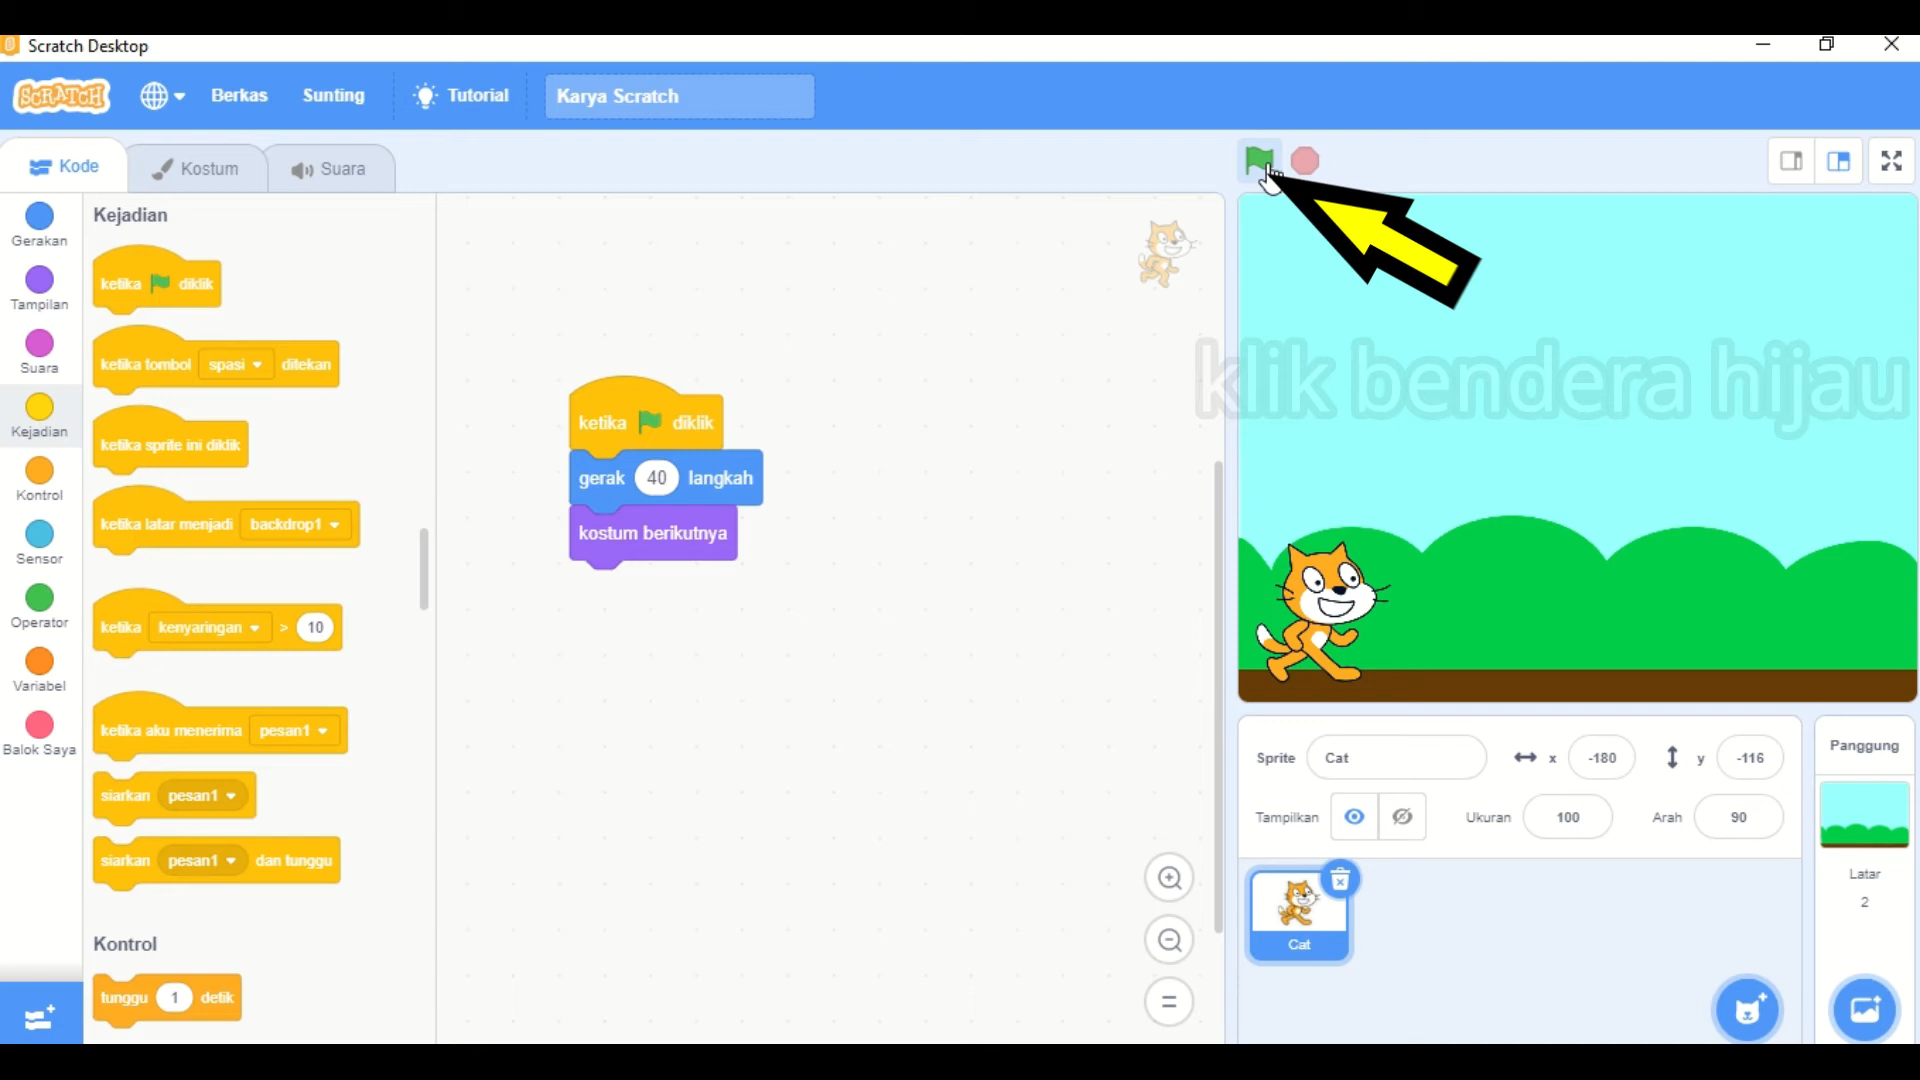 Scratch Desktop
SCRATCH
Berkas
Sunting
Tutorial
Karya Scratch
Kode
Kostum
Suara
Gerakan
Tampilan
Suara
Kejadian
Kontrol
Sensor
Operator
Variabel
Balok Saya
Kejadian
ketika diklik
ketika tombol spasi ditekan
ketika sprite ini diklik
ketika latar menjadi backdrop1
ketika kenyaringan > 10
ketika aku menerima pesan1
siarkan pesan1
siarkan pesan1 dan tunggu
Kontrol
tunggu 1 detik
ketika diklik
gerak 40 langkah
kostum berikutnya
klik bendera hijau
Sprite Cat x -180 y -116
Tampilkan Ukuran 100 Arah 90
Cat
Panggung
Latar
2